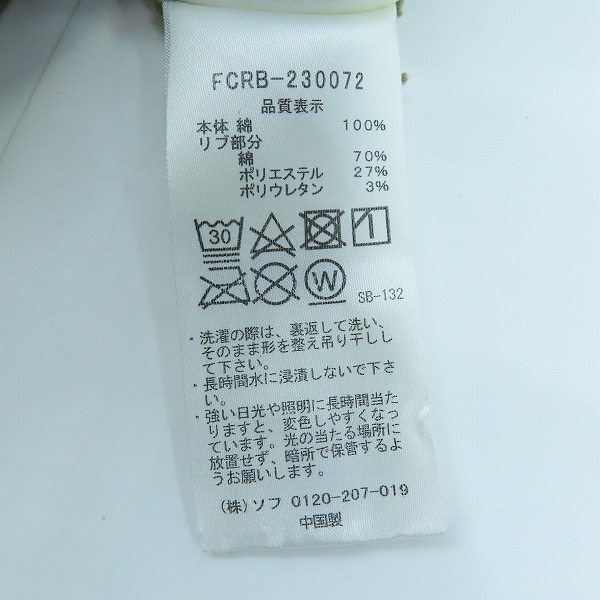 FCRB-230072
品質表示
本体 綿 100%
リブ部分
綿 70%
ポリエステル 27%
ポリウレタン 3%
30
W
SB-132
・洗濯の際は、裏返して洗い、
そのまま形を整え吊り干しし
て下さい。
・長時間水に浸漬しないで下さ
い。
・強い日光や照明に長時間当た
りますと、変色しやすくなっ
ています。光の当たる場所に
放置せず、暗所で保管するよ
うお願いします。
(株)ソフ 0120-207-019
中国製